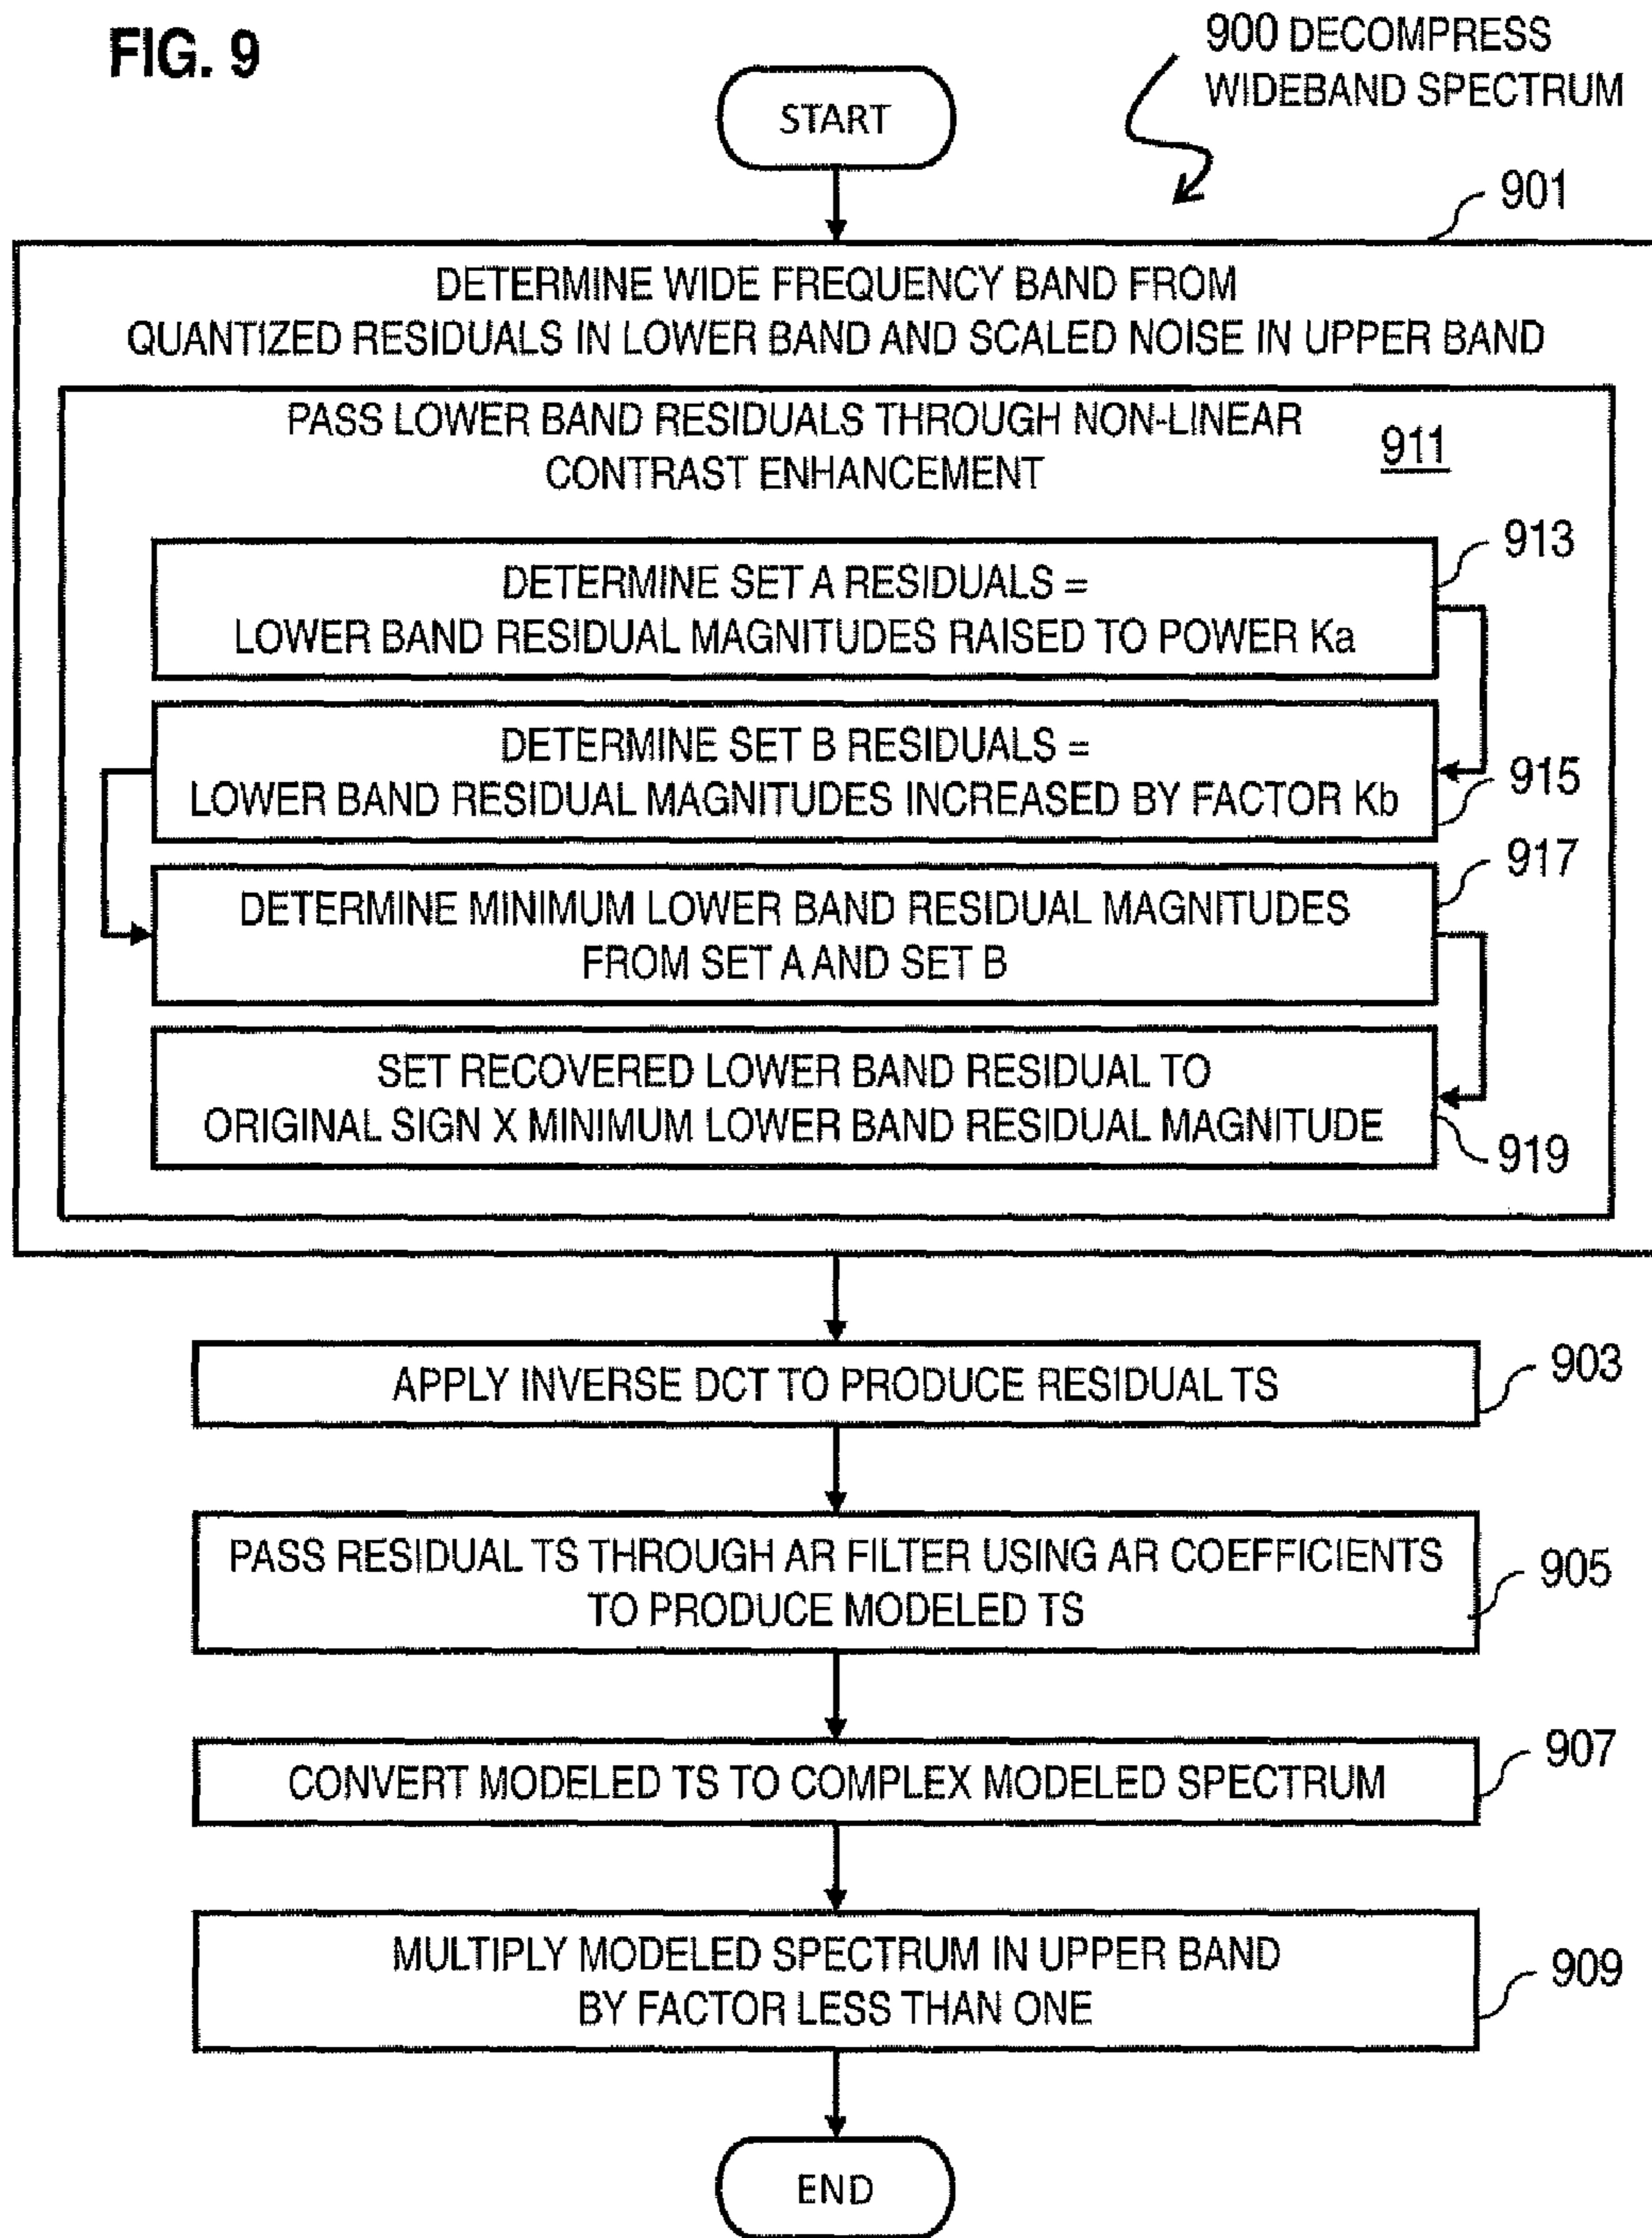 FIG. 9
900 DECOMPRESS
WIDEBAND SPECTRUM
START
901
DETERMINE WIDE FREQUENCY BAND FROM
QUANTIZED RESIDUALS IN LOWER BAND AND SCALED NOISE IN UPPER BAND
PASS LOWER BAND RESIDUALS THROUGH NON-LINEAR
CONTRAST ENHANCEMENT
911
913
DETERMINE SET A RESIDUALS =
LOWER BAND RESIDUAL MAGNITUDES RAISED TO POWER Ka
DETERMINE SET B RESIDUALS =
LOWER BAND RESIDUAL MAGNITUDES INCREASED BY FACTOR Kb
915
917
DETERMINE MINIMUM LOWER BAND RESIDUAL MAGNITUDES
FROM SET A AND SET B
SET RECOVERED LOWER BAND RESIDUAL TO
ORIGINAL SIGN X MINIMUM LOWER BAND RESIDUAL MAGNITUDE
919
APPLY INVERSE DCT TO PRODUCE RESIDUAL TS
903
PASS RESIDUAL TS THROUGH AR FILTER USING AR COEFFICIENTS
TO PRODUCE MODELED TS
905
CONVERT MODELED TS TO COMPLEX MODELED SPECTRUM
907
MULTIPLY MODELED SPECTRUM IN UPPER BAND
BY FACTOR LESS THAN ONE
909
END